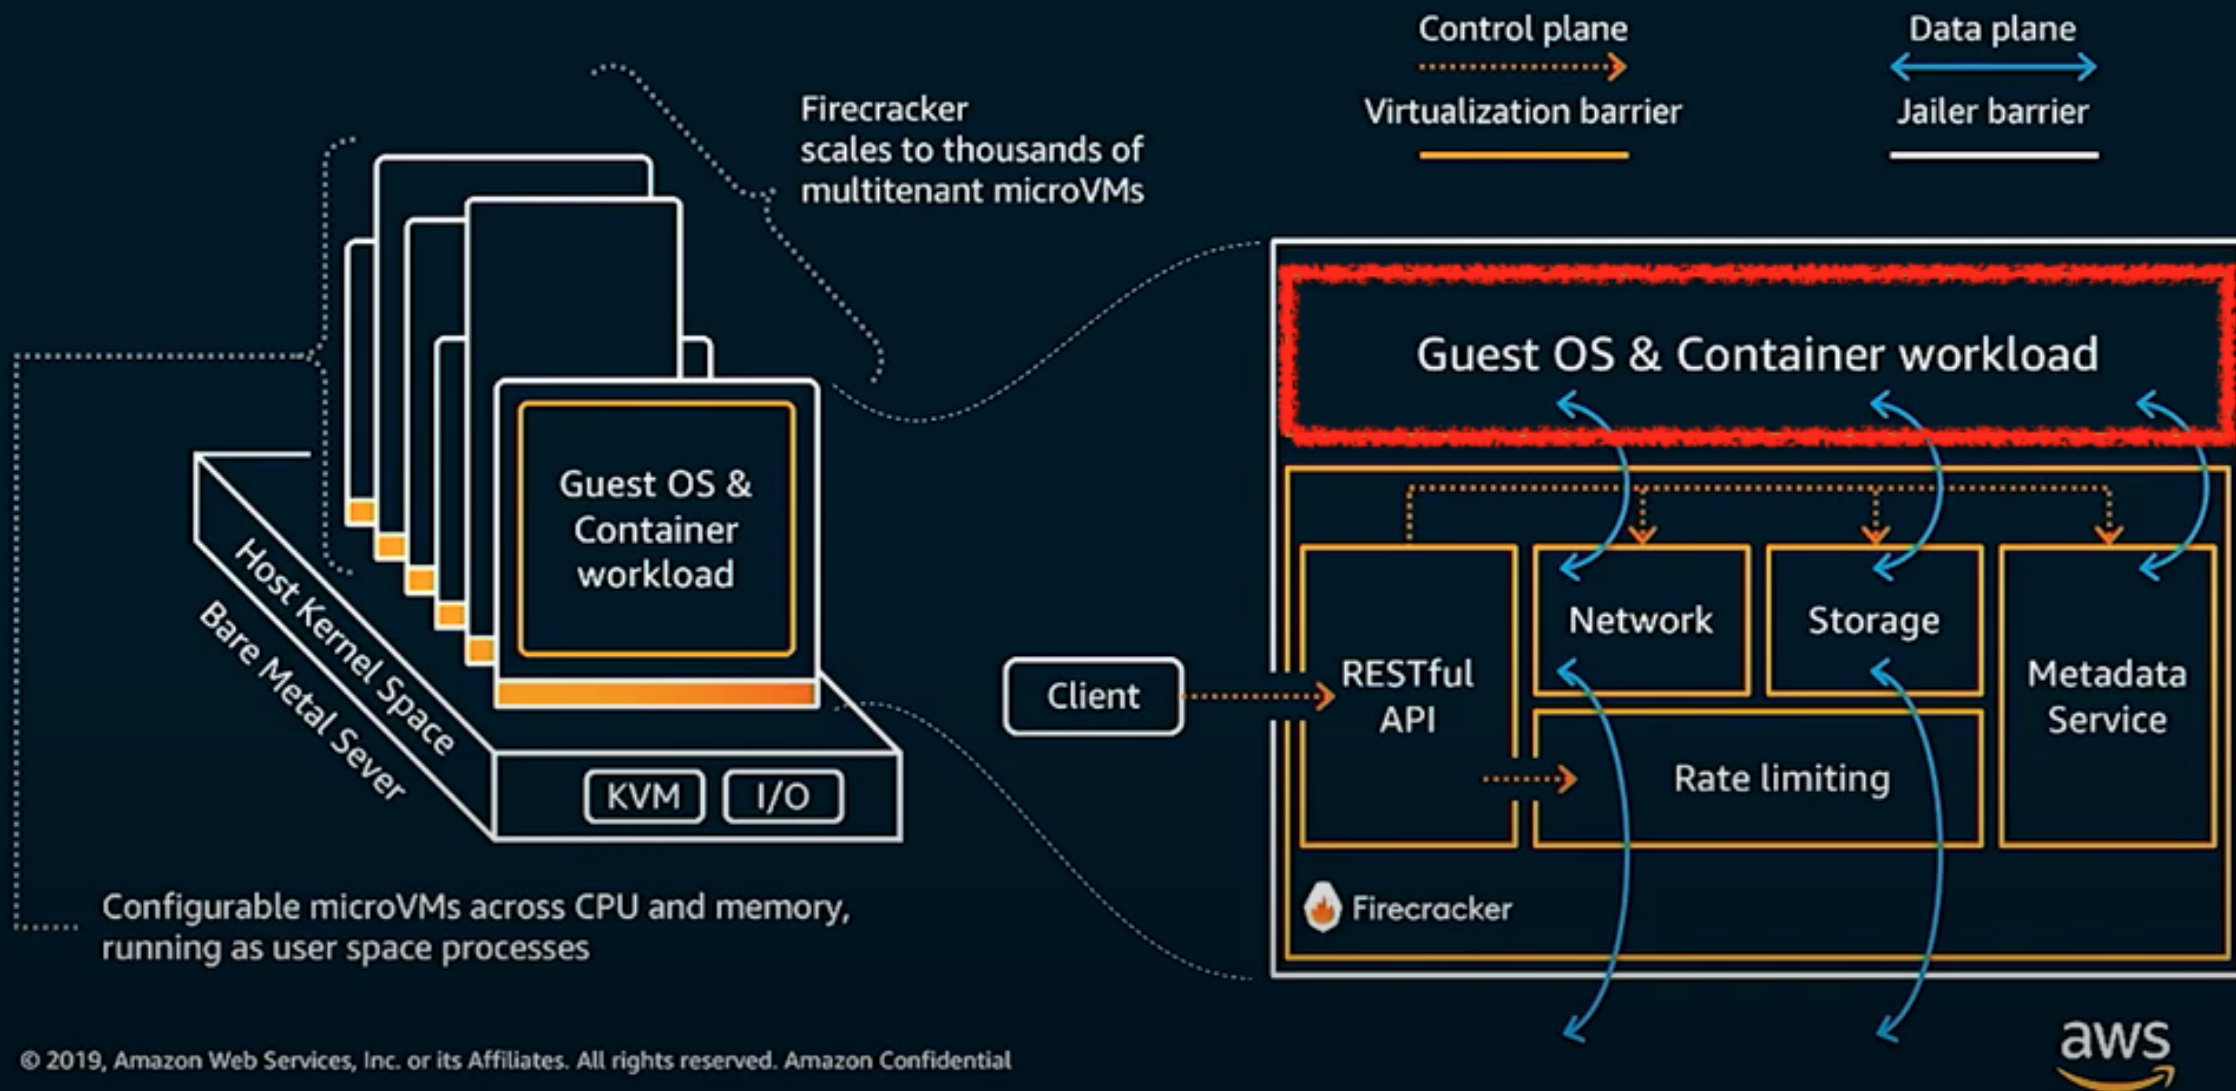 Control plane
Data plane
Virtualization barrier
Jailer barrier
Firecracker
scales to thousands of
multitenant microVMs
Guest OS &
Container
workload
Host Kernel Space
Bare Metal Sever
KVM
I/O
Configurable microVMs across CPU and memory,
running as user space processes
Guest OS & Container workload
Client
RESTful
API
Network
Storage
Metadata
Service
Rate limiting
Firecracker
© 2019, Amazon Web Services, Inc. or its Affiliates. All rights reserved. Amazon Confidential
aws